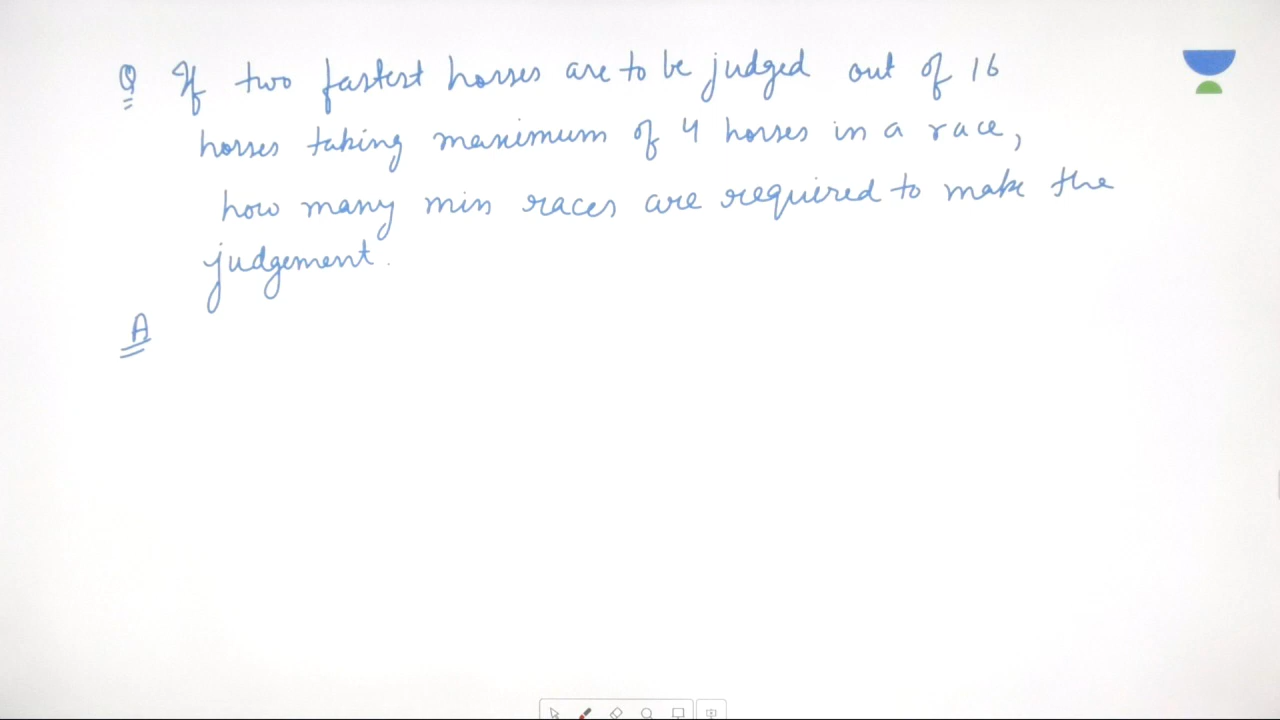 Q If two fastest horses are to be judged out of 16
horses taking maximum of 4 horses in a race,
how many min races are required to make the
judgement.
A